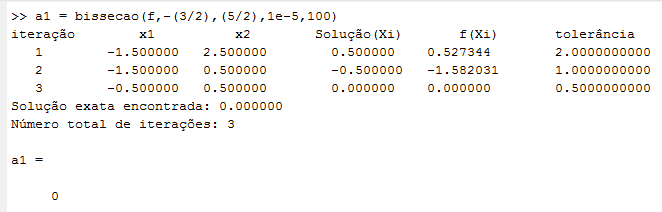 >> a1 = bissecao(f,-(3/2),(5/2),1e-5,100)
iteração x1 x2 Solução(Xi) f(Xi) tolerância
1 -1.500000 2.500000 0.500000 0.527344 2.0000000000
2 -1.500000 0.500000 -0.500000 -1.582031 1.0000000000
3 -0.500000 0.500000 0.000000 0.000000 0.5000000000
Solução exata encontrada: 0.000000
Número total de iterações: 3
a1 =
0